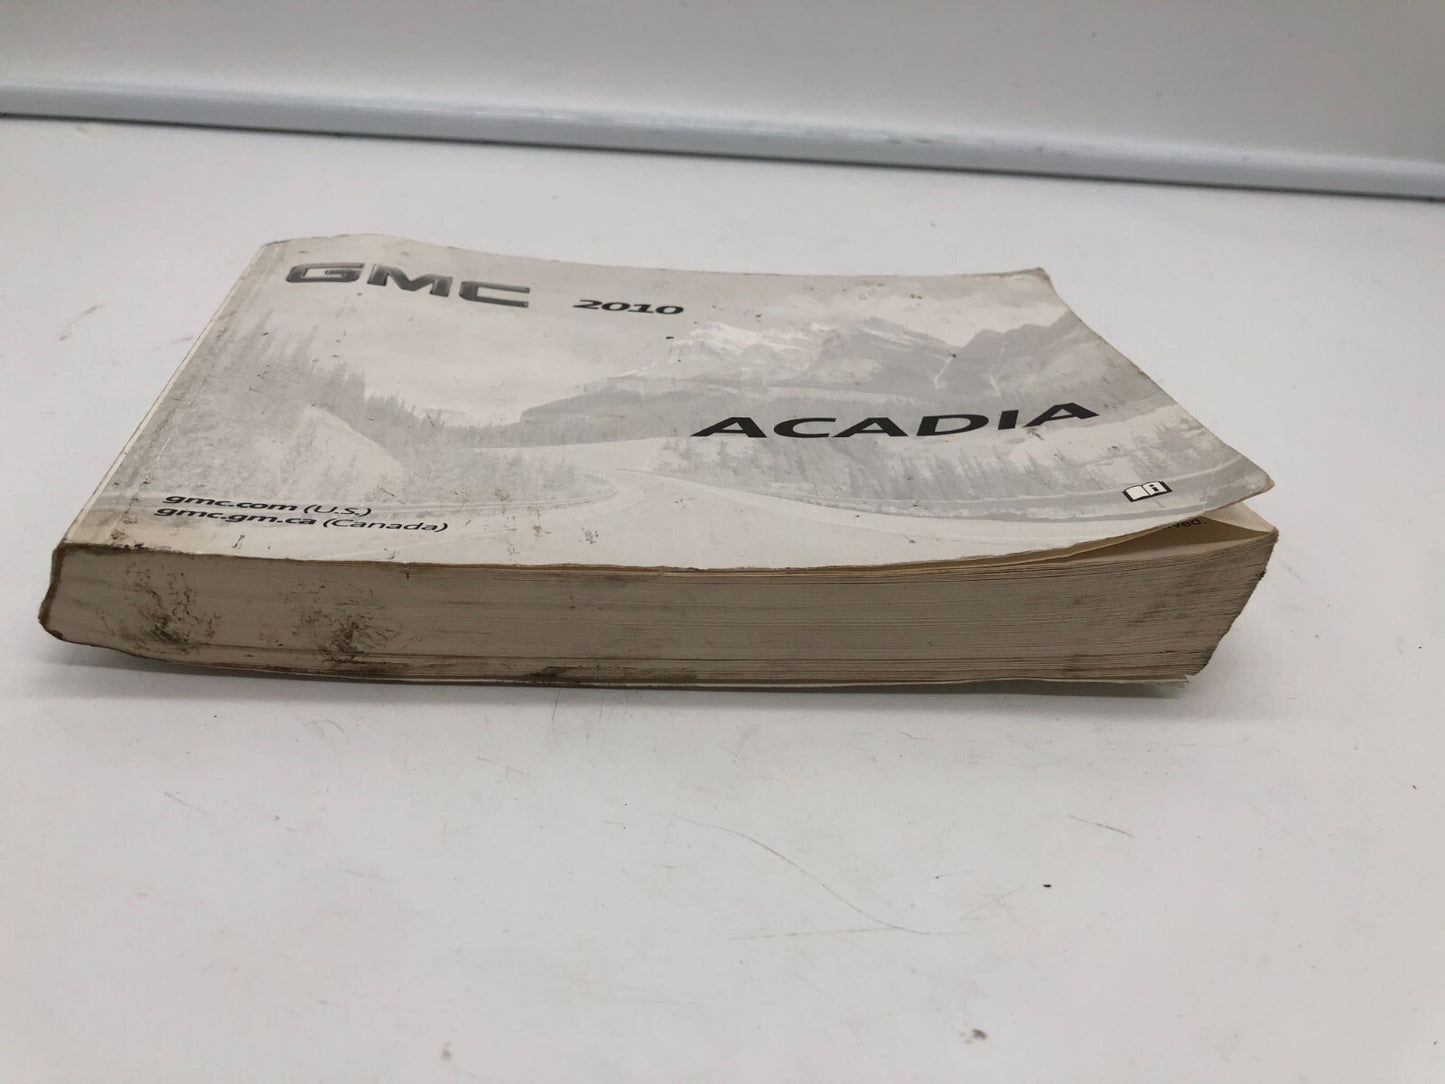 GMC 2010
ACADIA
gmc.com (U.S.)
gmc.gm.ca (Canada)